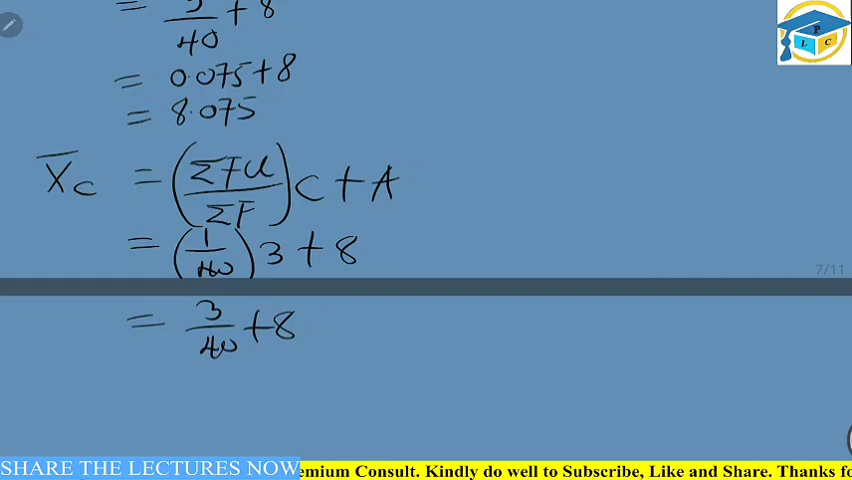 = 3/40 + 8
= 0.075 + 8
= 8.075
X̄c = (ΣFU/ΣF) C + A
= (1/40) 3 + 8
7/11
= 3/40 + 8
P
L C
SHARE THE LECTURES NOW emium Consult. Kindly do well to Subscribe, Like and Share. Thanks fo